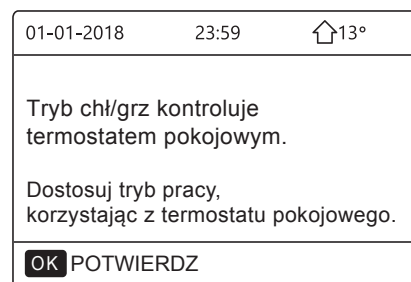 01-01-2018 23:59 13°
Tryb chł/grz kontroluje
termostatem pokojowym.
Dostosuj tryb pracy,
korzystając z termostatu pokojowego.
OK POTWIERDZ